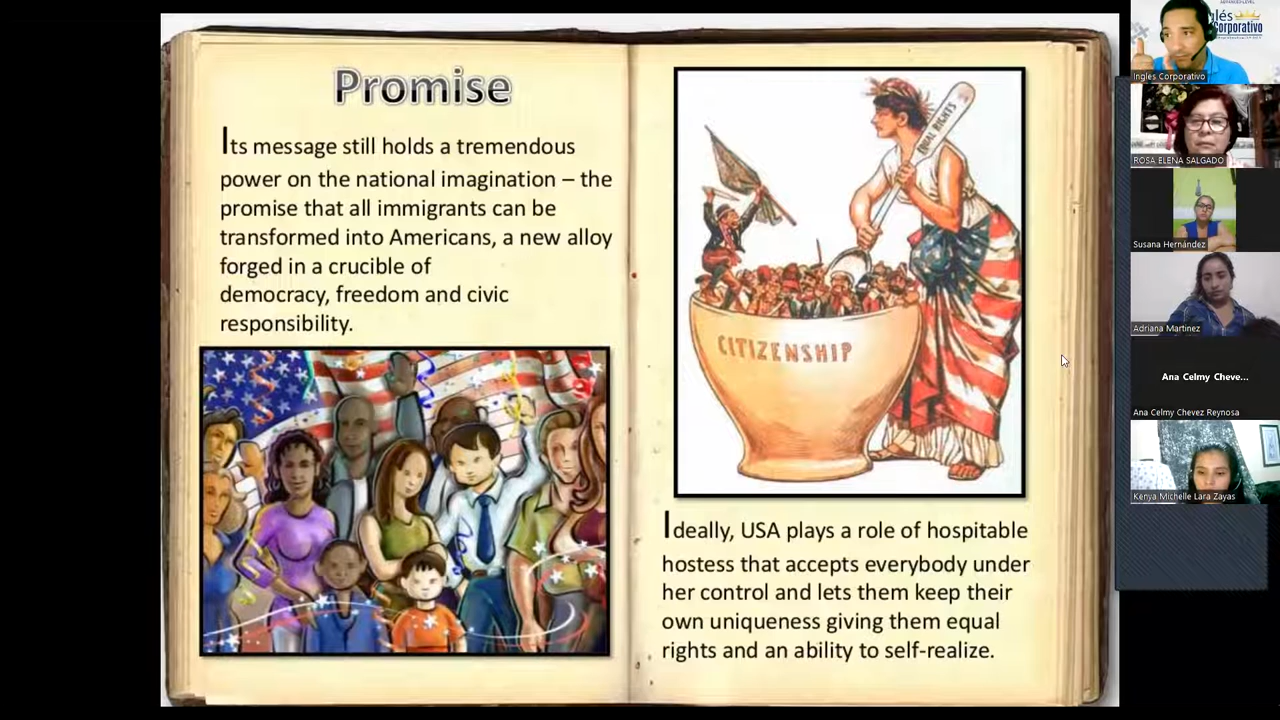 Promise
Its message still holds a tremendous
power on the national imagination – the
promise that all immigrants can be
transformed into Americans, a new alloy
forged in a crucible of
democracy, freedom and civic
responsibility.
EQUAL RIGHTS
CITIZENSHIP
Ideally, USA plays a role of hospitable
hostess that accepts everybody under
her control and lets them keep their
own uniqueness giving them equal
rights and an ability to self-realize.
Corporativo
Inglés Corporativo
ROSA ELENA SALGADO
Susana Hernández
Adriana Martinez
Ana Celmy Cheve...
Ana Celmy Chevez Reynosa
Kenya Michelle Lara Zayas